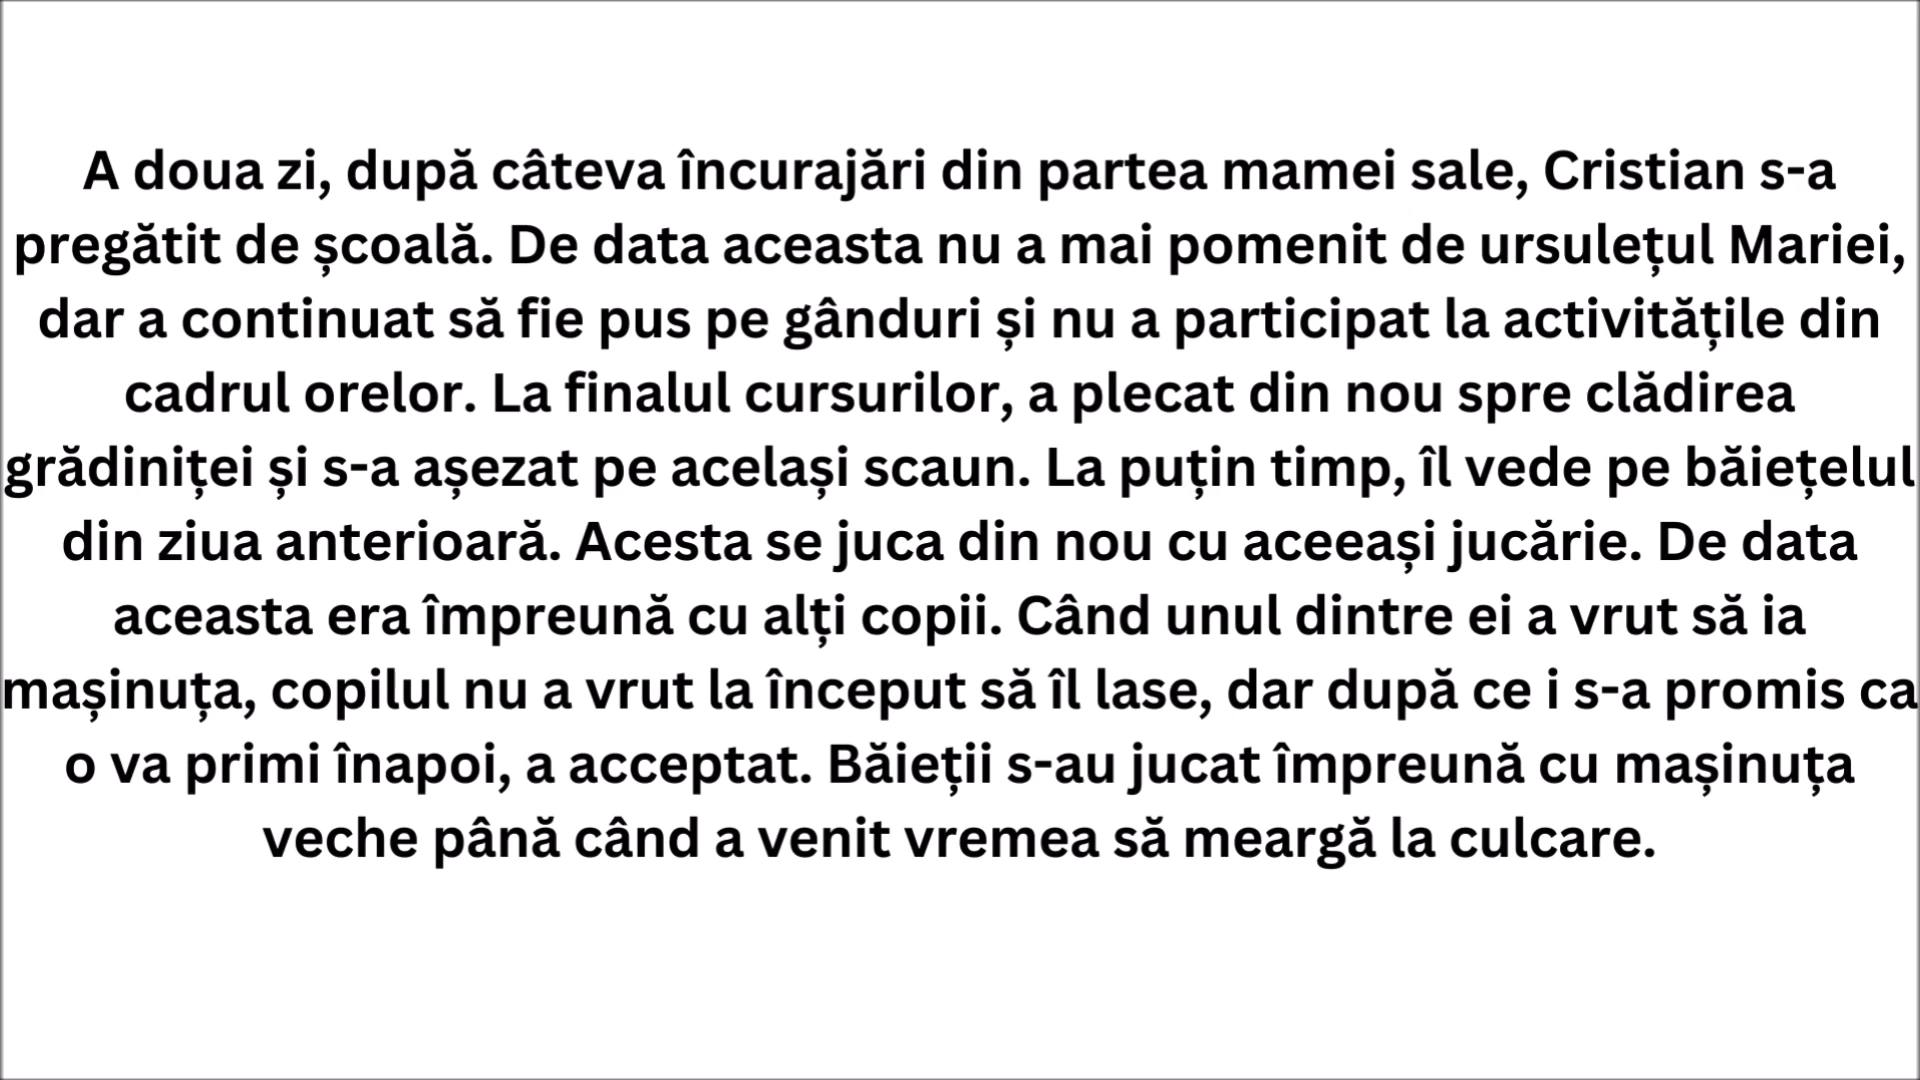 A doua zi, după câteva încurajări din partea mamei sale, Cristian s-a
pregătit de școală. De data aceasta nu a mai pomenit de ursulețul Mariei,
dar a continuat să fie pus pe gânduri și nu a participat la activitățile din
cadrul orelor. La finalul cursurilor, a plecat din nou spre clădirea
grădiniței și s-a așezat pe același scaun. La puțin timp, îl vede pe băiețelul
din ziua anterioară. Acesta se juca din nou cu aceeași jucărie. De data
aceasta era împreună cu alți copii. Când unul dintre ei a vrut să ia
mașinuța, copilul nu a vrut la început să îl lase, dar după ce i s-a promis ca
o va primi înapoi, a acceptat. Băieții s-au jucat împreună cu mașinuța
veche până când a venit vremea să meargă la culcare.